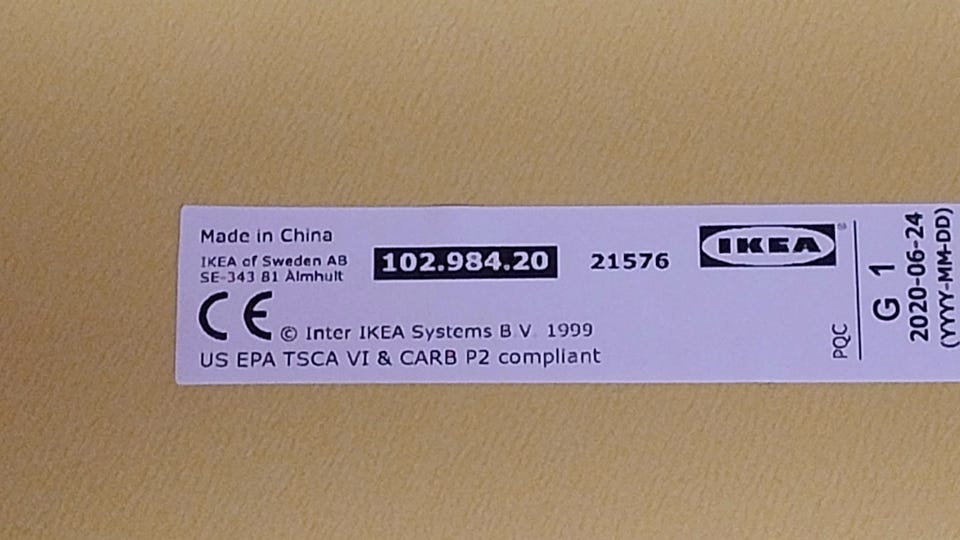 Made in China
IKEA of Sweden AB
SE-343 81 Älmhult
102.984.20
21576
IKEA
®
CE
© Inter IKEA Systems B.V. 1999
US EPA TSCA VI & CARB P2 compliant
PQC
G 1
2020-06-24
(YYYY-MM-DD)